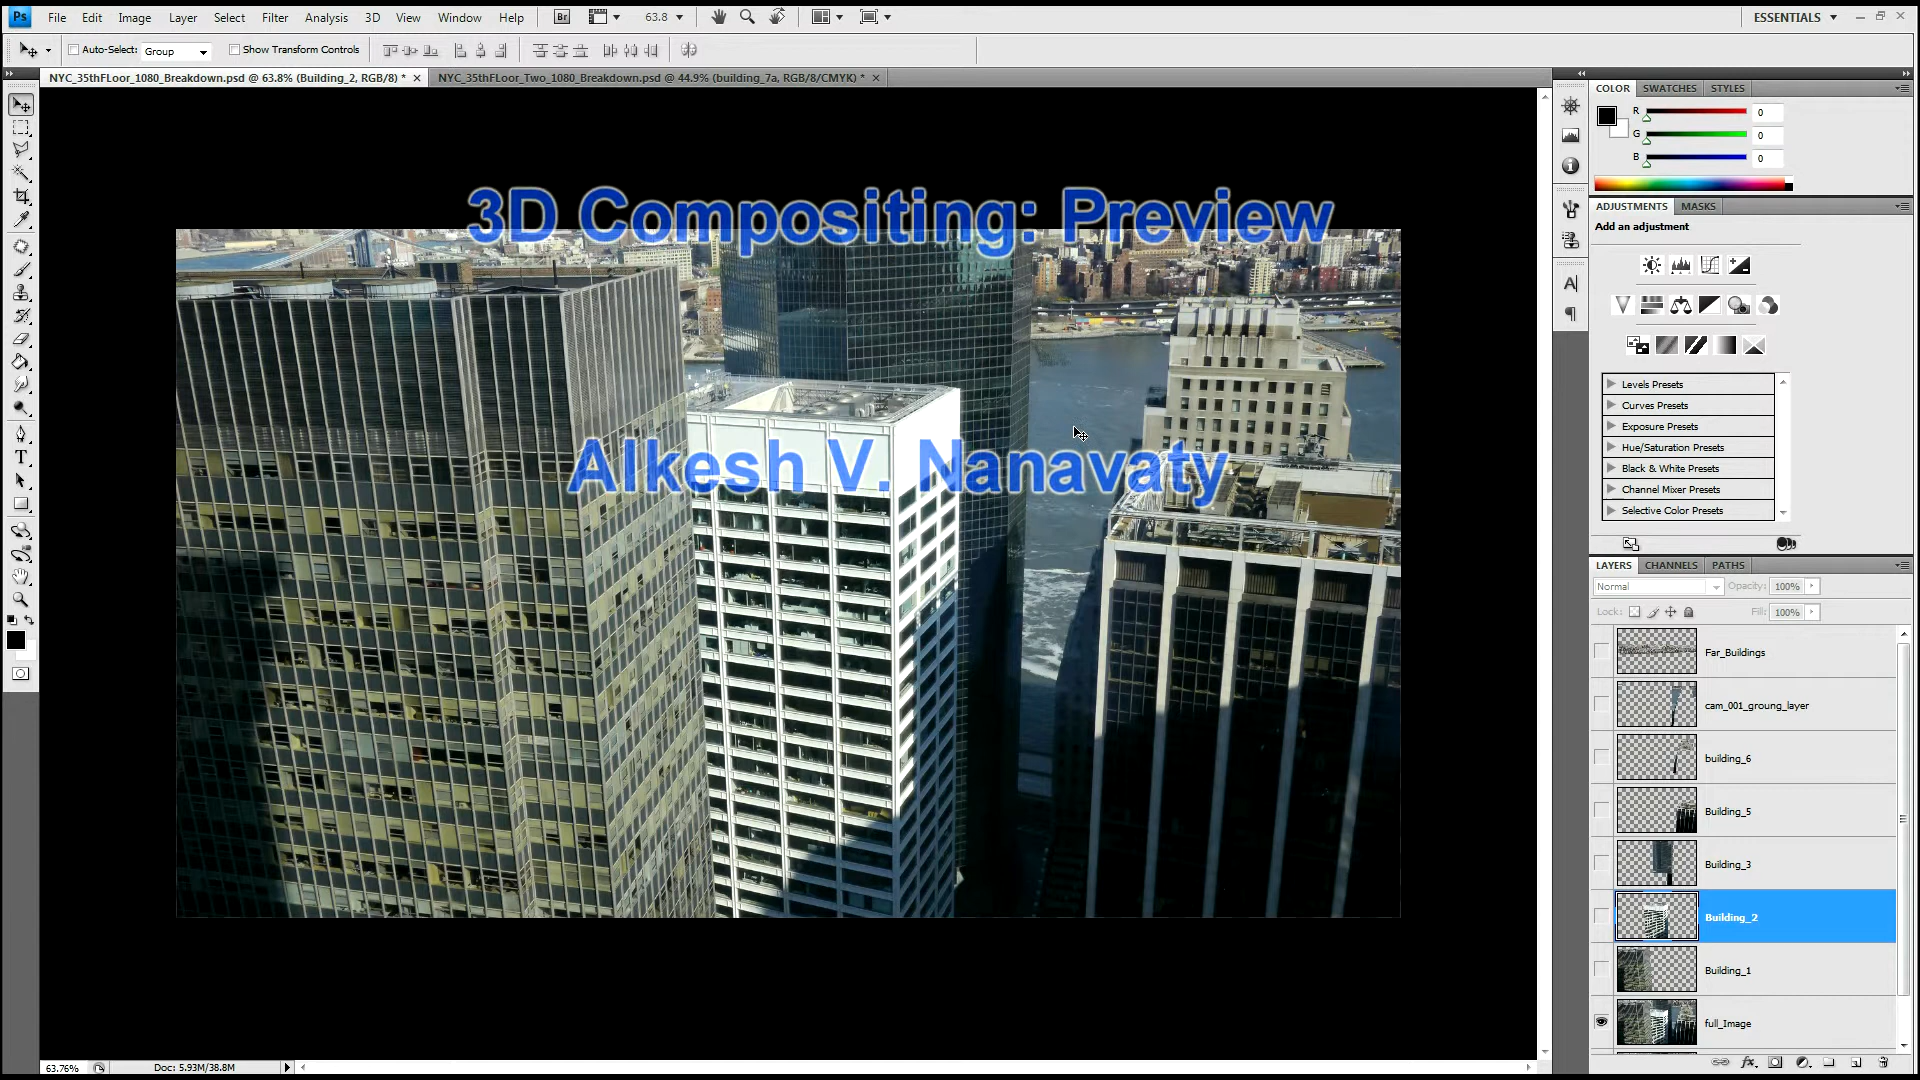 Ps File Edit Image Layer Select Filter Analysis 3D View Window Help Br 63.8 ESSENTIALS
Auto-Select: Group Show Transform Controls
NYC_35thFLoor_1080_Breakdown.psd @ 63.8% (Building_2, RGB/8) * NYC_35thFLoor_Two_1080_Breakdown.psd @ 44.9% (building_7a, RGB/8/CMYK) *
COLOR SWATCHES STYLES
R 0
G 0
B 0
3D Compositing: Preview
ADJUSTMENTS MASKS
Add an adjustment
Levels Presets
Curves Presets
Exposure Presets
Hue/Saturation Presets
Alkesh V. Nanavaty
Black & White Presets
Channel Mixer Presets
Selective Color Presets
LAYERS CHANNELS PATHS
Normal Opacity: 100%
Lock: Fill: 100%
Far_Buildings
cam_001_groung_layer
building_6
Building_5
Building_3
Building_2
Building_1
full_Image
63.76% Doc: 5.93M/38.8M